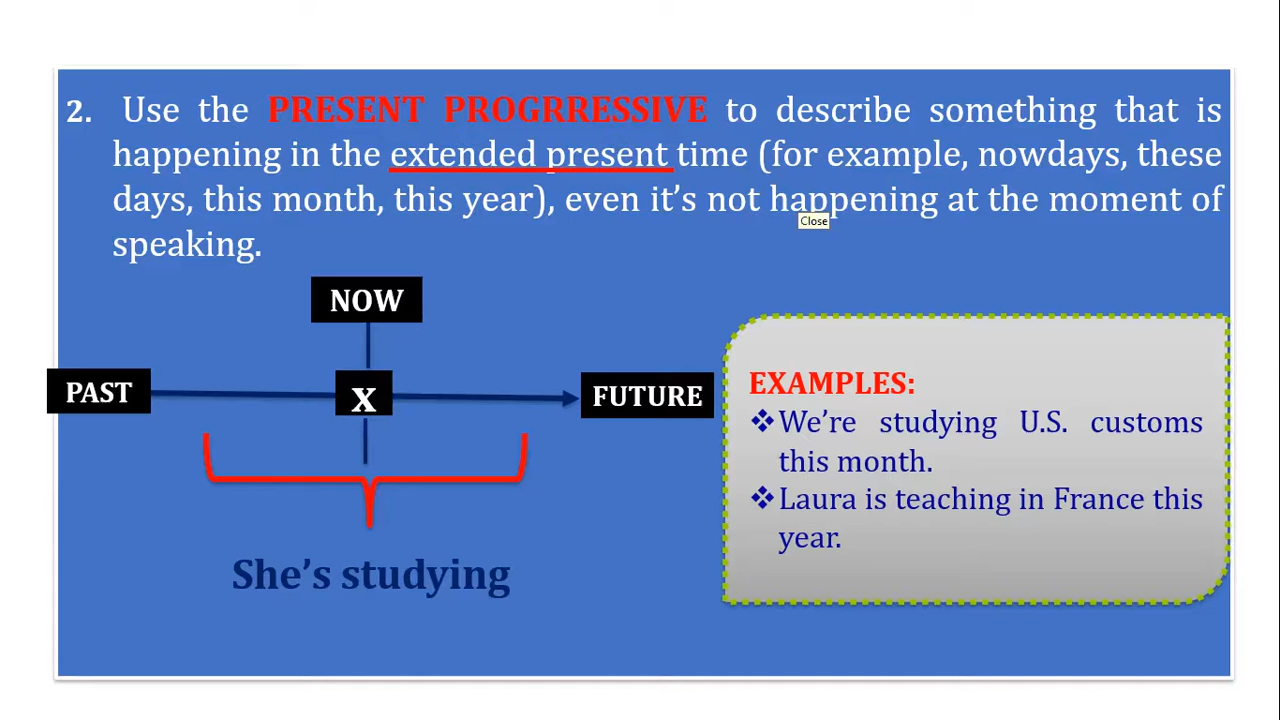 2. Use the PRESENT PROGRRESSIVE to describe something that is
happening in the extended present time (for example, nowdays, these
days, this month, this year), even it’s not happening at the moment of
Close
speaking.
NOW
PAST
X
FUTURE
She’s studying
EXAMPLES:
❖We’re studying U.S. customs
this month.
❖Laura is teaching in France this
year.